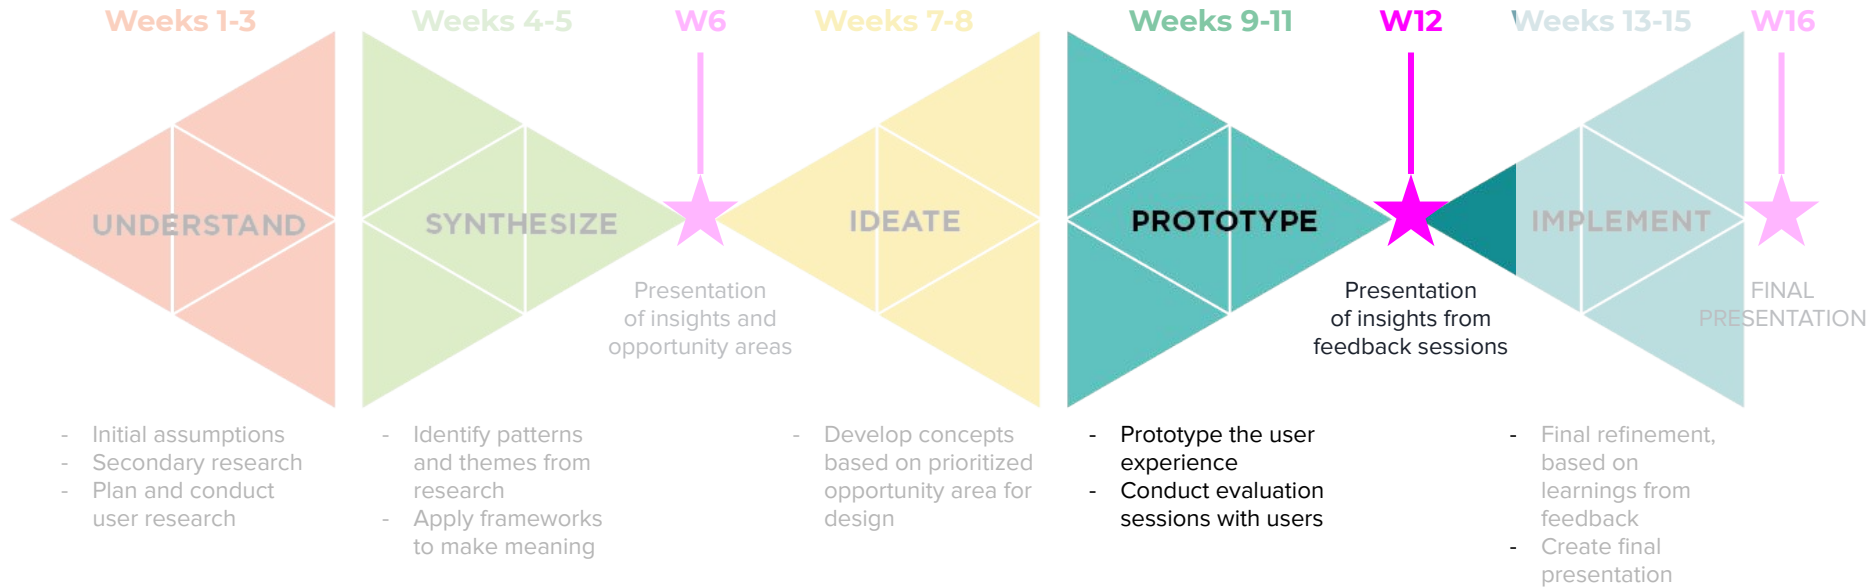 Weeks 1-3
Weeks 4-5
W6
Weeks 7-8
Weeks 9-11
W12
Weeks 13-15
W16
UNDERSTAND
SYNTHESIZE
IDEATE
PROTOTYPE
IMPLEMENT
Presentation
of insights and
opportunity areas
Presentation
of insights from
feedback sessions
FINAL
PRESENTATION
- Initial assumptions
- Secondary research
- Plan and conduct
user research
- Identify patterns
and themes from
research
- Apply frameworks
to make meaning
- Develop concepts
based on prioritized
opportunity area for
design
- Prototype the user
experience
- Conduct evaluation
sessions with users
- Final refinement,
based on
learnings from
feedback
- Create final
presentation